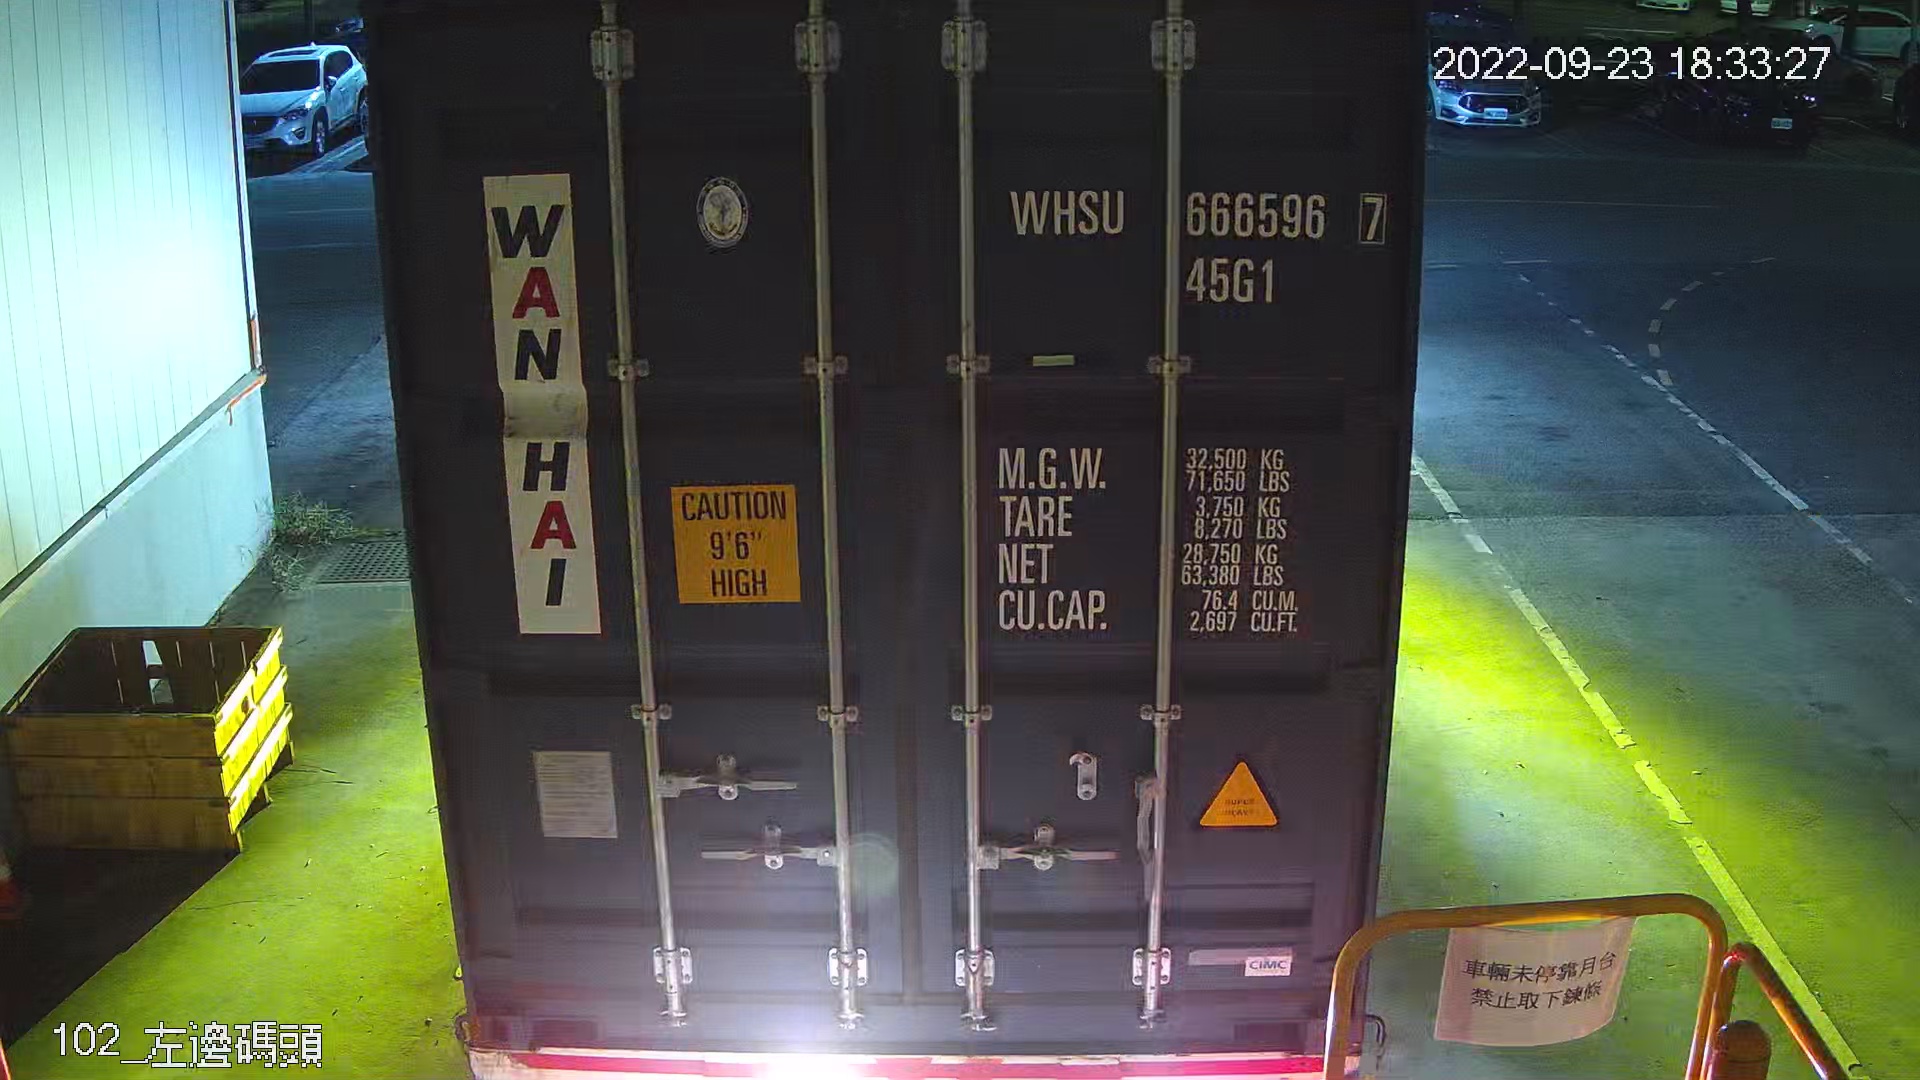 2022-09-23 18:33:27
WAN HAI
WHSU 666596 7
45G1
CAUTION
9'6"
HIGH
M.G.W. 32,500 KG
71,650 LBS
TARE 3,750 KG
8,270 LBS
NET 28,750 KG
63,380 LBS
CU.CAP. 76.4 CU.M.
2,697 CU.FT.
SUPER
HEAVY
CIMC
車輛未停靠月台
禁止取下鍊條
102_左邊碼頭